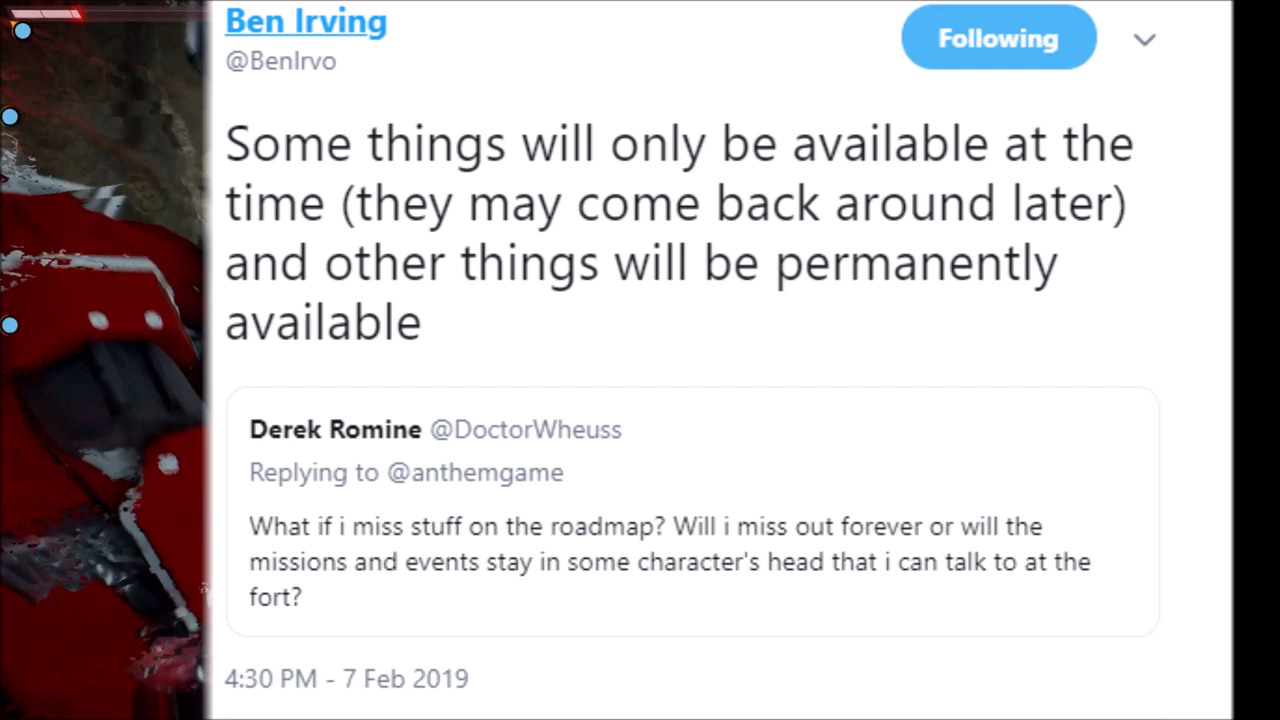 Ben Irving
Following
@BenIrvo
Some things will only be available at the
time (they may come back around later)
and other things will be permanently
available
Derek Romine @DoctorWheuss
Replying to @anthemgame
What if i miss stuff on the roadmap? Will i miss out forever or will the
missions and events stay in some character's head that i can talk to at the
fort?
4:30 PM - 7 Feb 2019